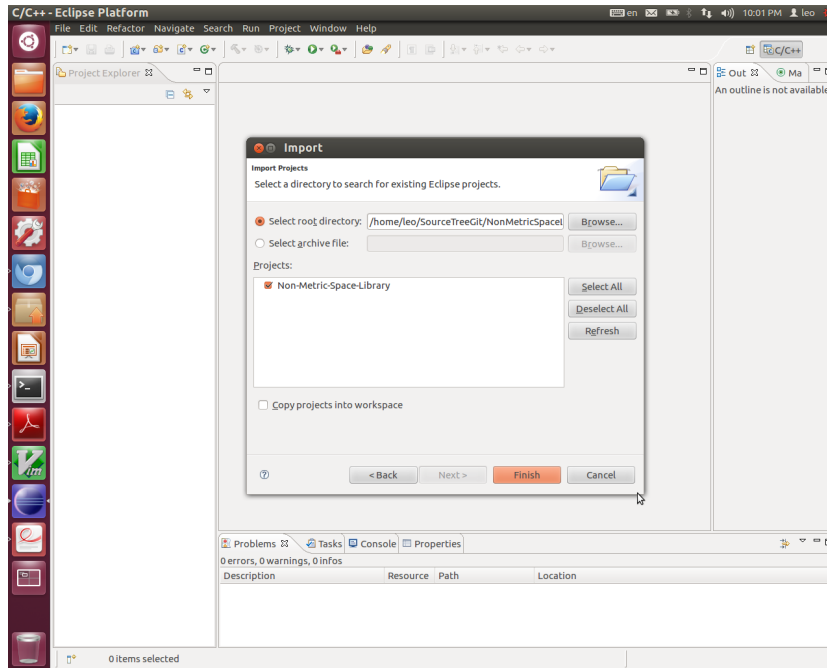 C/C++ - Eclipse Platform
en
10:01 PM
leo
File Edit Refactor Navigate Search Run Project Window Help
C/C++
Project Explorer
Out
Ma
An outline is not available
Import
Import Projects
Select a directory to search for existing Eclipse projects.
Select root directory: /home/leo/SourceTreeGit/NonMetricSpaceL
Browse...
Select archive file:
Browse...
Projects:
Non-Metric-Space-Library
Select All
Deselect All
Refresh
Copy projects into workspace
< Back
Next >
Finish
Cancel
Problems
Tasks
Console
Properties
0 errors, 0 warnings, 0 infos
Description Resource Path Location
Vim
0 items selected